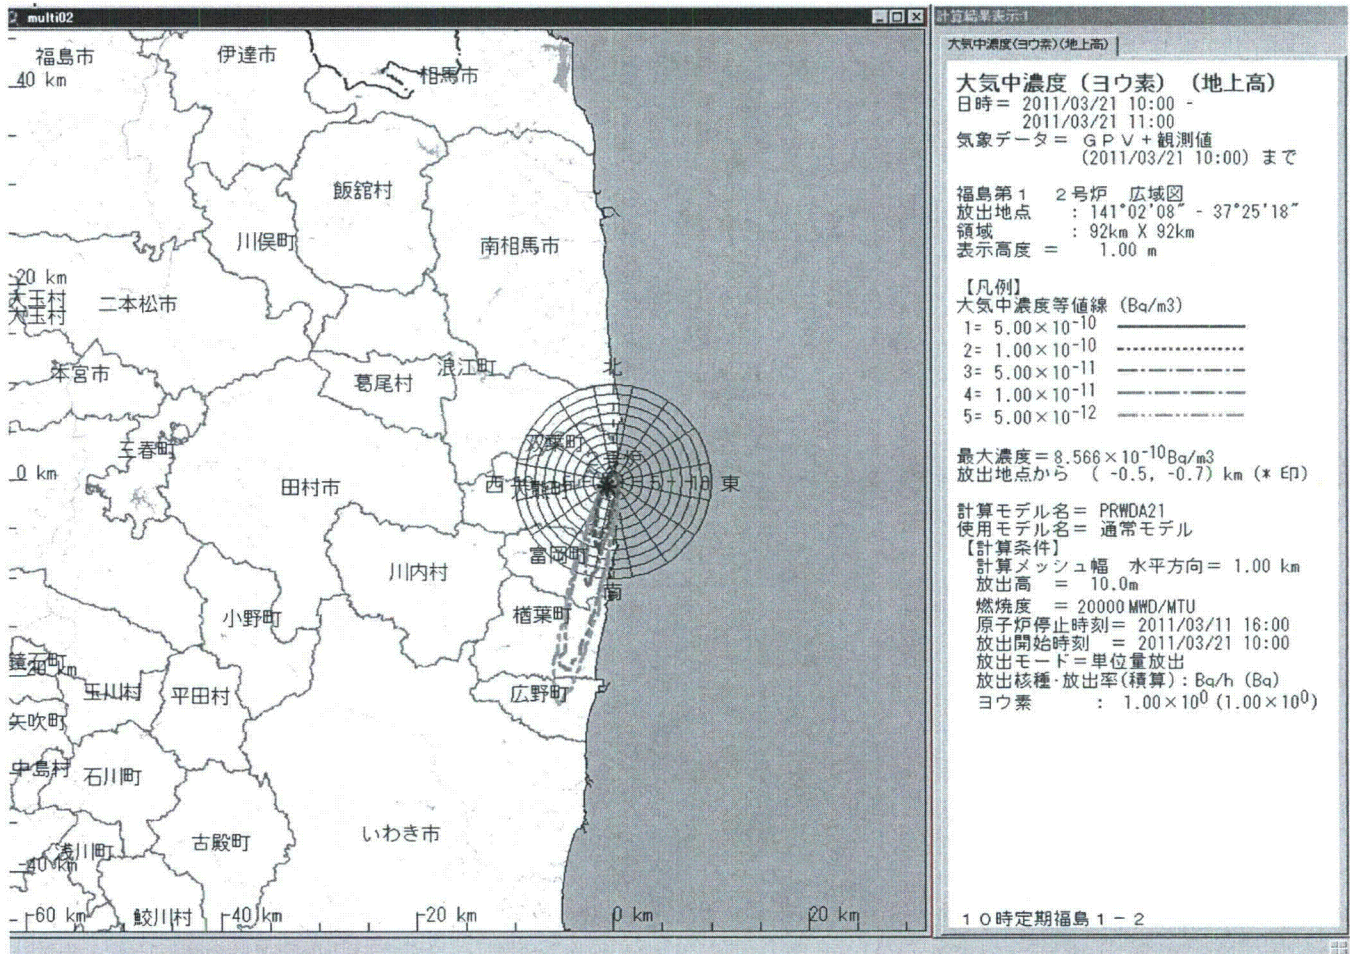 multi02
福島市
伊達市
相馬市
40 km
飯舘村
川俣町
南相馬市
20 km
大玉村
大玉村
二本松市
本宮市
浪江町
葛尾村
北
三春町
双葉町
0 km
田村市
西
東
富岡町
川内村
南
小野町
楢葉町
鏡石町
-20 km
玉川村
平田村
広野町
矢吹町
中島村
石川町
浅川町
古殿町
いわき市
-40 km
-60 km
鮫川村
-40 km
-20 km
0 km
20 km
計算結果表示:1
大気中濃度(ヨウ素)(地上高)
大気中濃度(ヨウ素) (地上高)
日時= 2011/03/21 10:00 -
2011/03/21 11:00
気象データ= GPV+観測値
(2011/03/21 10:00) まで
福島第1 2号炉 広域図
放出地点 : 141°02'08" - 37°25'18"
領域 : 92km X 92km
表示高度 = 1.00 m
【凡例】
大気中濃度等値線 (Bq/m3)
1= 5.00×10⁻¹⁰
2= 1.00×10⁻¹⁰
3= 5.00×10⁻¹¹
4= 1.00×10⁻¹¹
5= 5.00×10⁻¹²
最大濃度=8.566×10⁻¹⁰Bq/m3
放出地点から ( -0.5, -0.7) km (* 印)
計算モデル名= PRWDA21
使用モデル名= 通常モデル
【計算条件】
計算メッシュ幅 水平方向= 1.00 km
放出高 = 10.0m
燃焼度 = 20000MWD/MTU
原子炉停止時刻= 2011/03/11 16:00
放出開始時刻 = 2011/03/21 10:00
放出モード=単位量放出
放出核種・放出率(積算):Bq/h (Bq)
ヨウ素 : 1.00×10⁰(1.00×10⁰)
10時定期福島1-2